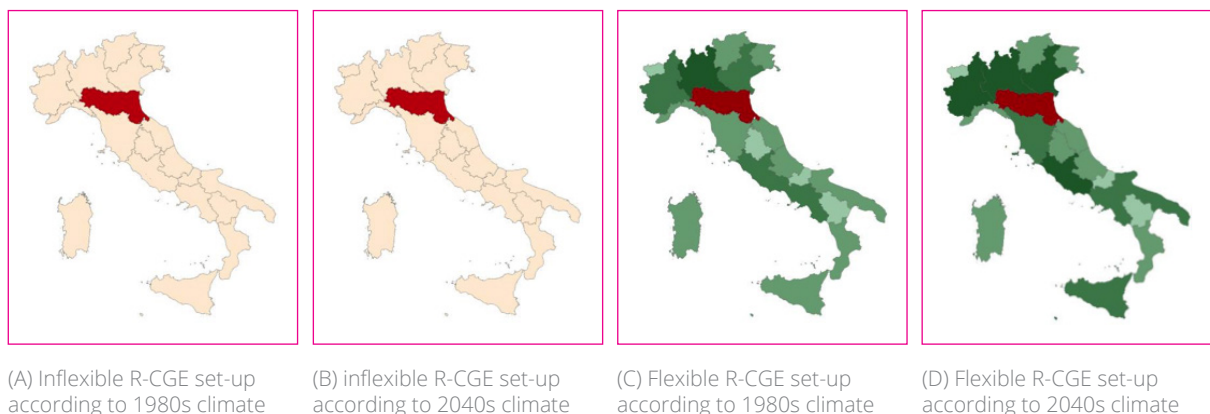 (A) Inflexible R-CGE set-up
according to 1980s climate
(B) inflexible R-CGE set-up
according to 2040s climate
(C) Flexible R-CGE set-up
according to 1980s climate
(D) Flexible R-CGE set-up
according to 2040s climate